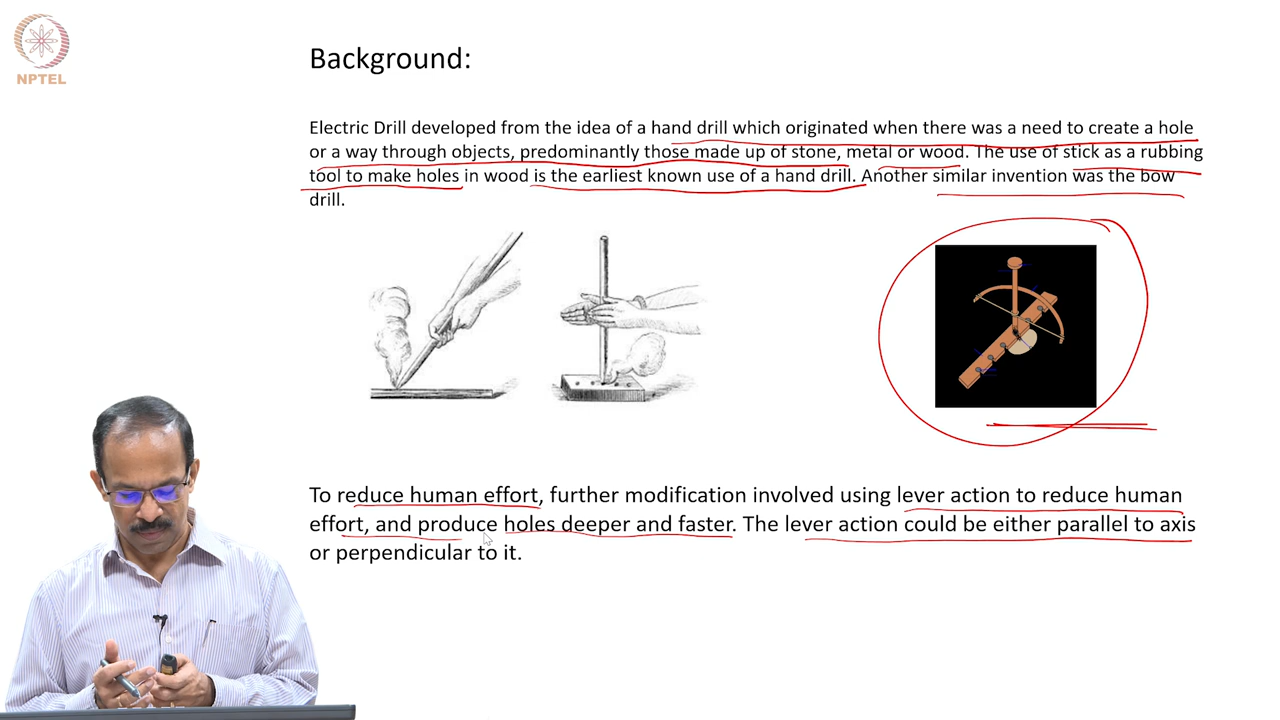 NPTEL
Background:
Electric Drill developed from the idea of a hand drill which originated when there was a need to create a hole
or a way through objects, predominantly those made up of stone, metal or wood. The use of stick as a rubbing
tool to make holes in wood is the earliest known use of a hand drill. Another similar invention was the bow
drill.
To reduce human effort, further modification involved using lever action to reduce human
effort, and produce holes deeper and faster. The lever action could be either parallel to axis
or perpendicular to it.